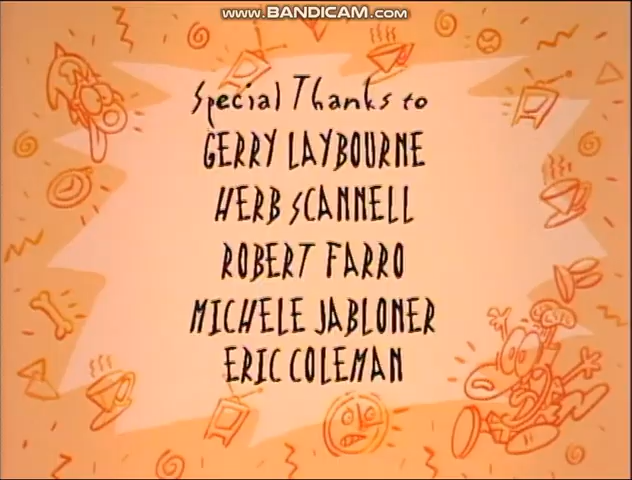 www.BANDICAM.com
Special Thanks to
GERRY LAYBOURNE
HERB SCANNELL
ROBERT FARRO
MICHELE JABLONER
ERIC COLEMAN